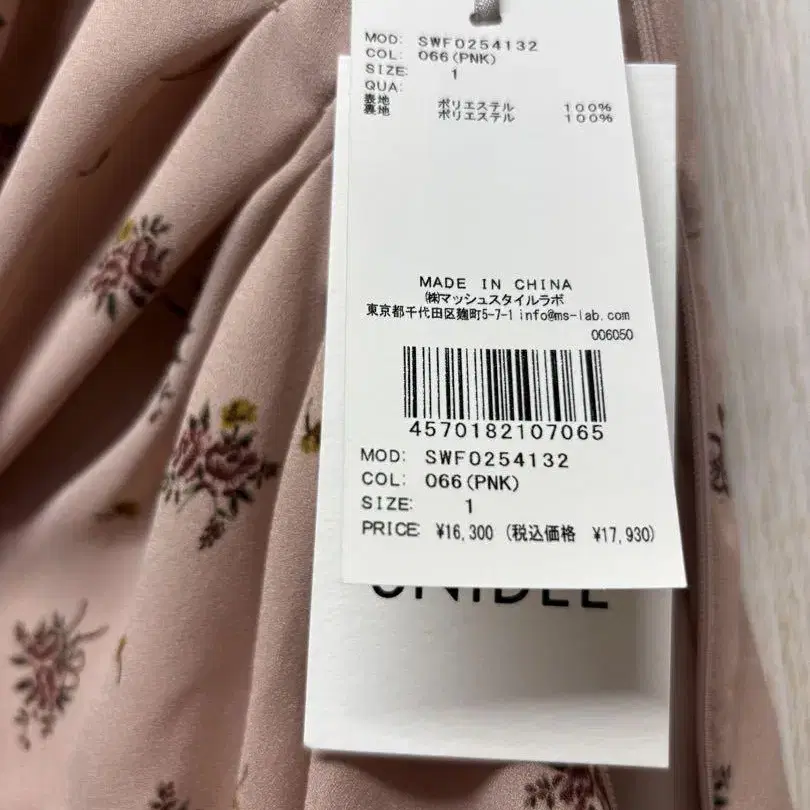 MOD: SWF0254132
COL: 066(PNK)
SIZE: 1
QUA:
表地 ポリエステル 100%
裏地 ポリエステル 100%
MADE IN CHINA
㈱マッシュスタイルラボ
東京都千代田区麹町5-7-1 info@ms-lab.com
006050
4570182107065
MOD: SWF0254132
COL: 066(PNK)
SIZE: 1
PRICE: ¥16,300 (税込価格 ¥17,930)